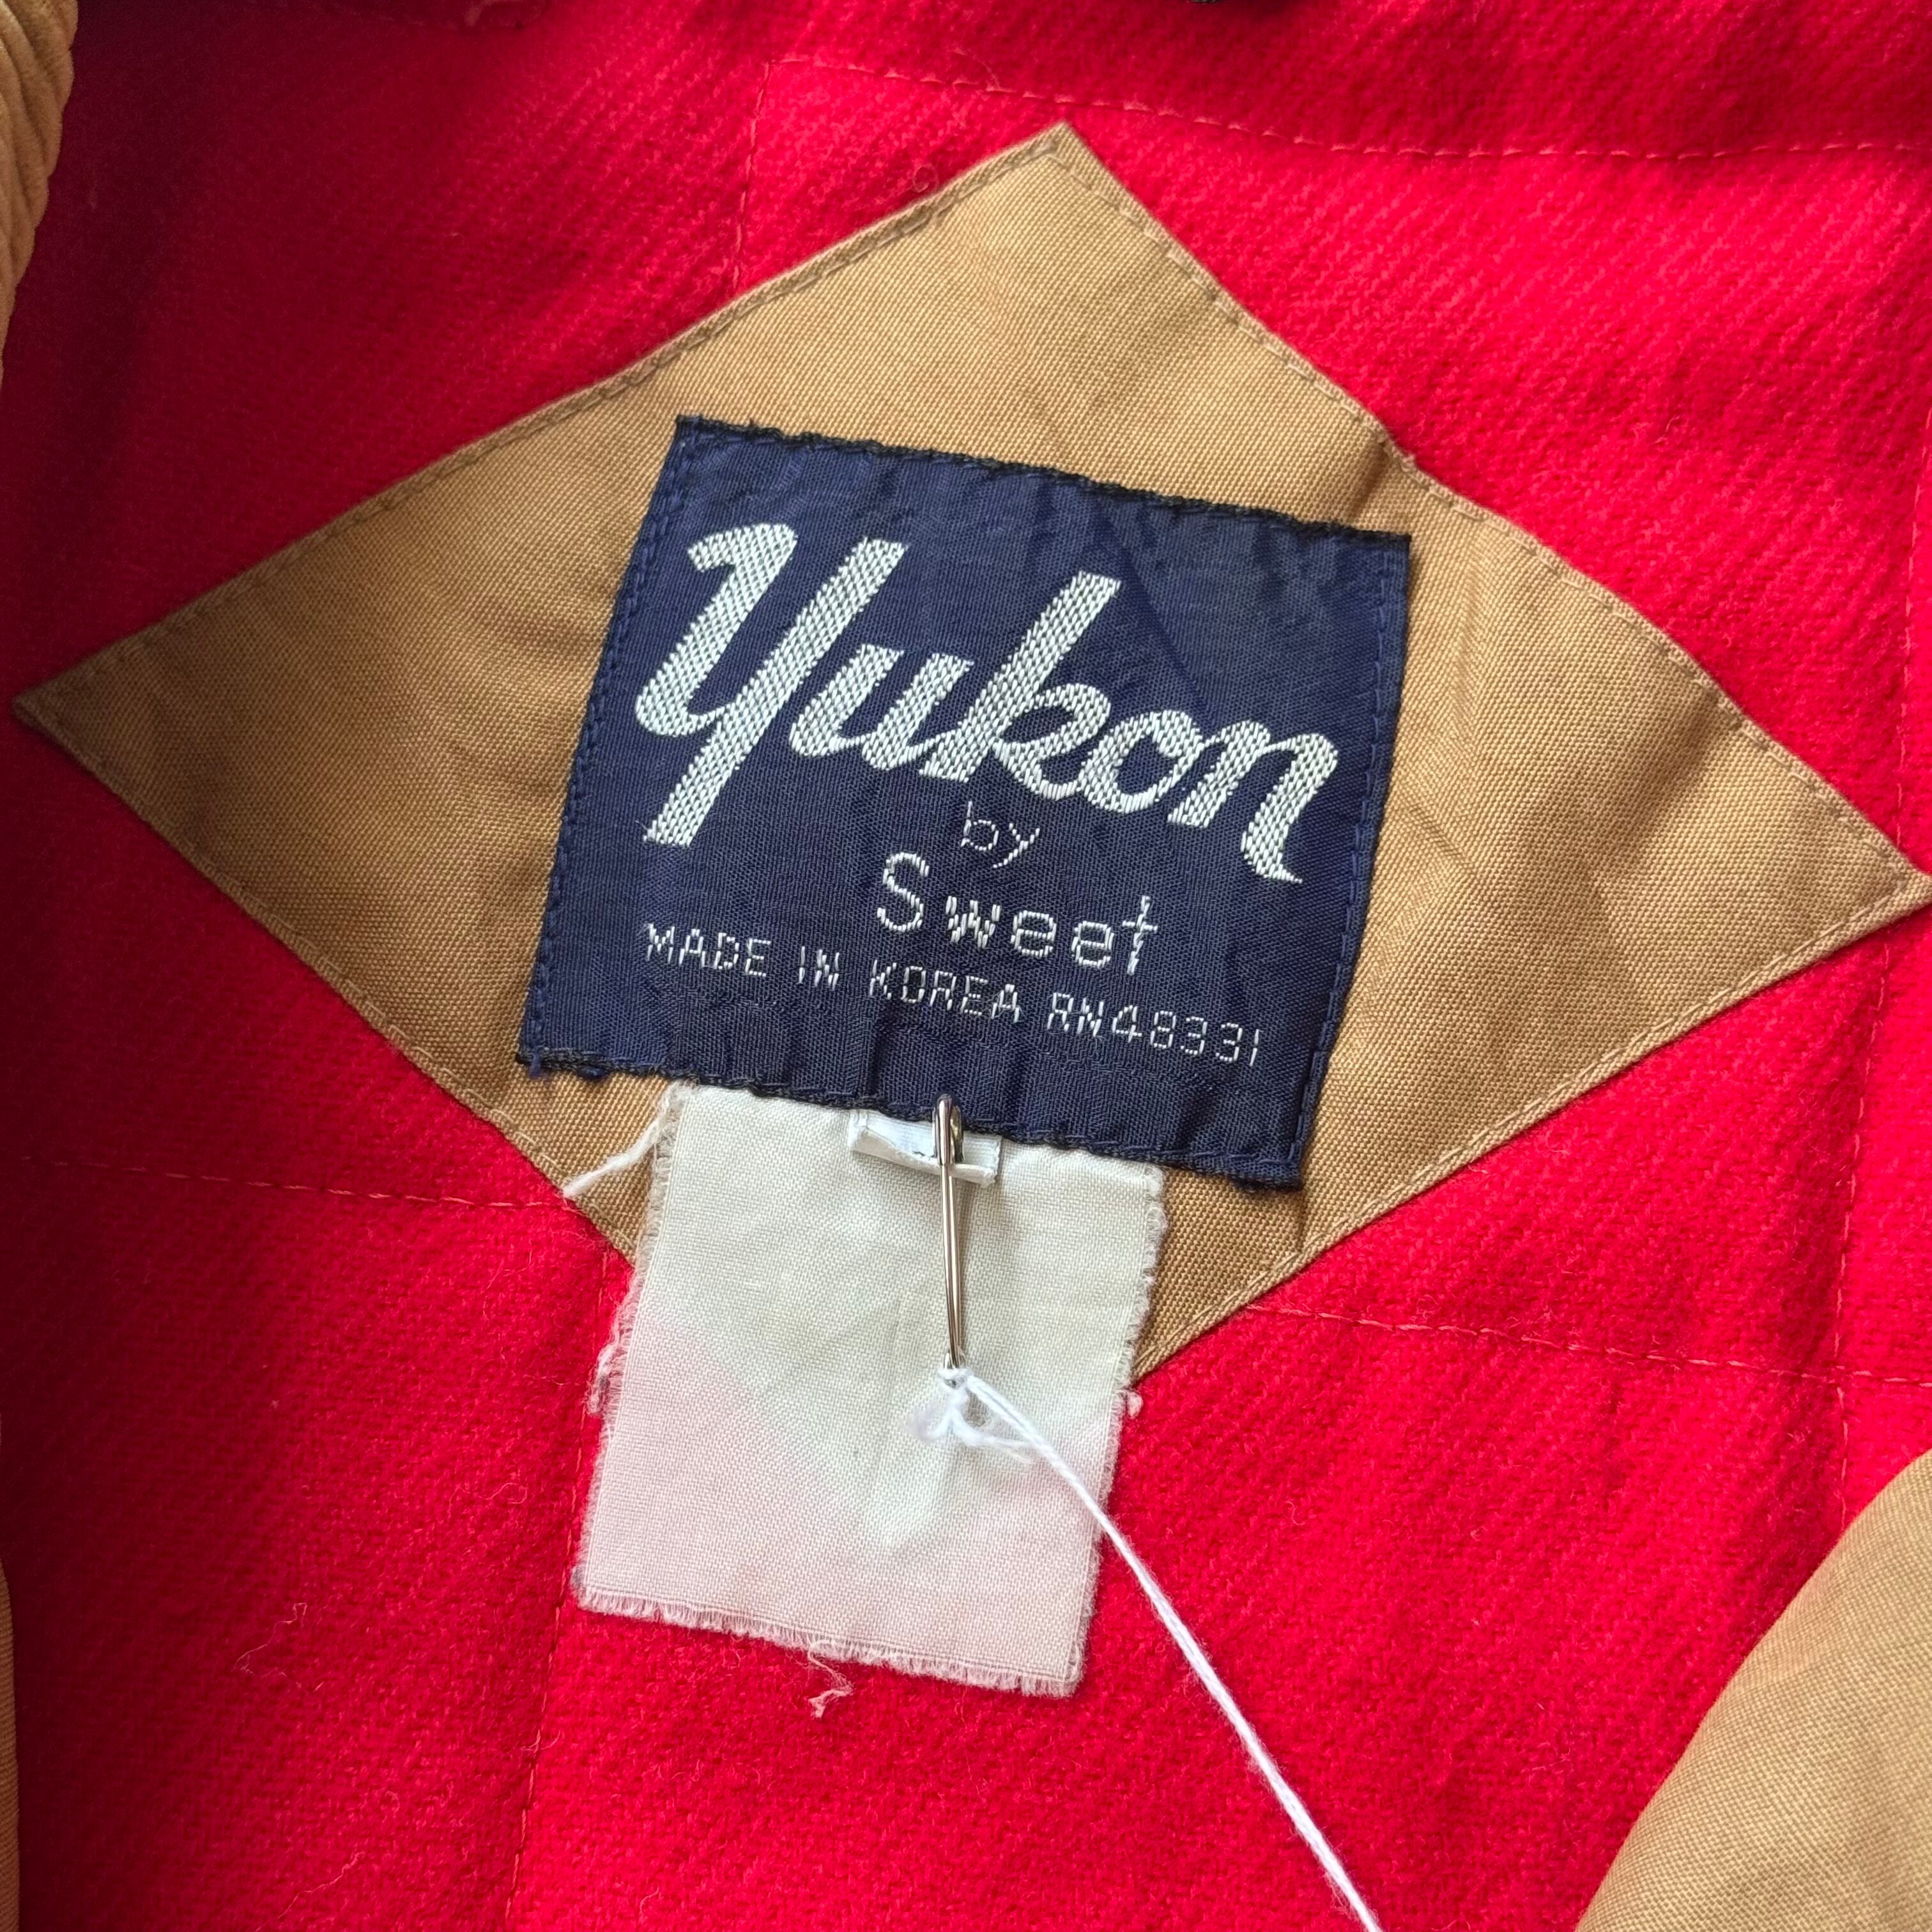 Yukon
by
Sweet
MADE IN KOREA RN48331